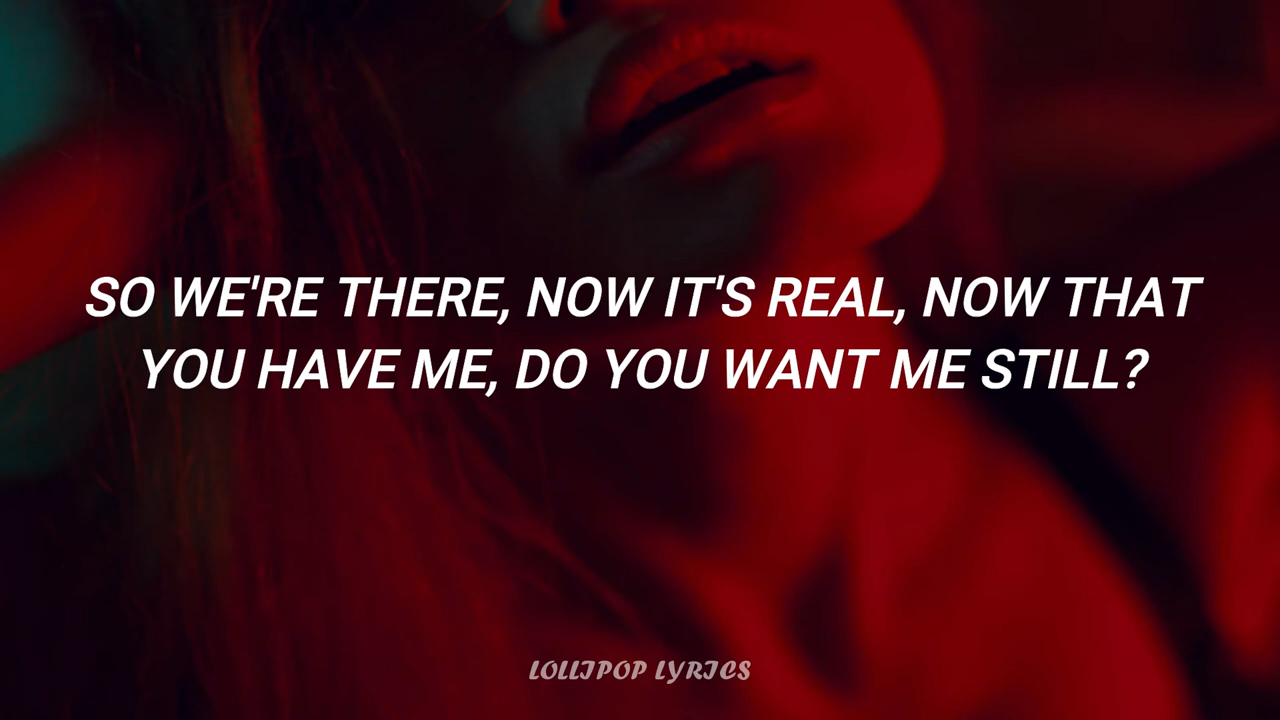 SO WE'RE THERE, NOW IT'S REAL, NOW THAT
YOU HAVE ME, DO YOU WANT ME STILL?
LOLLIPOP LYRICS